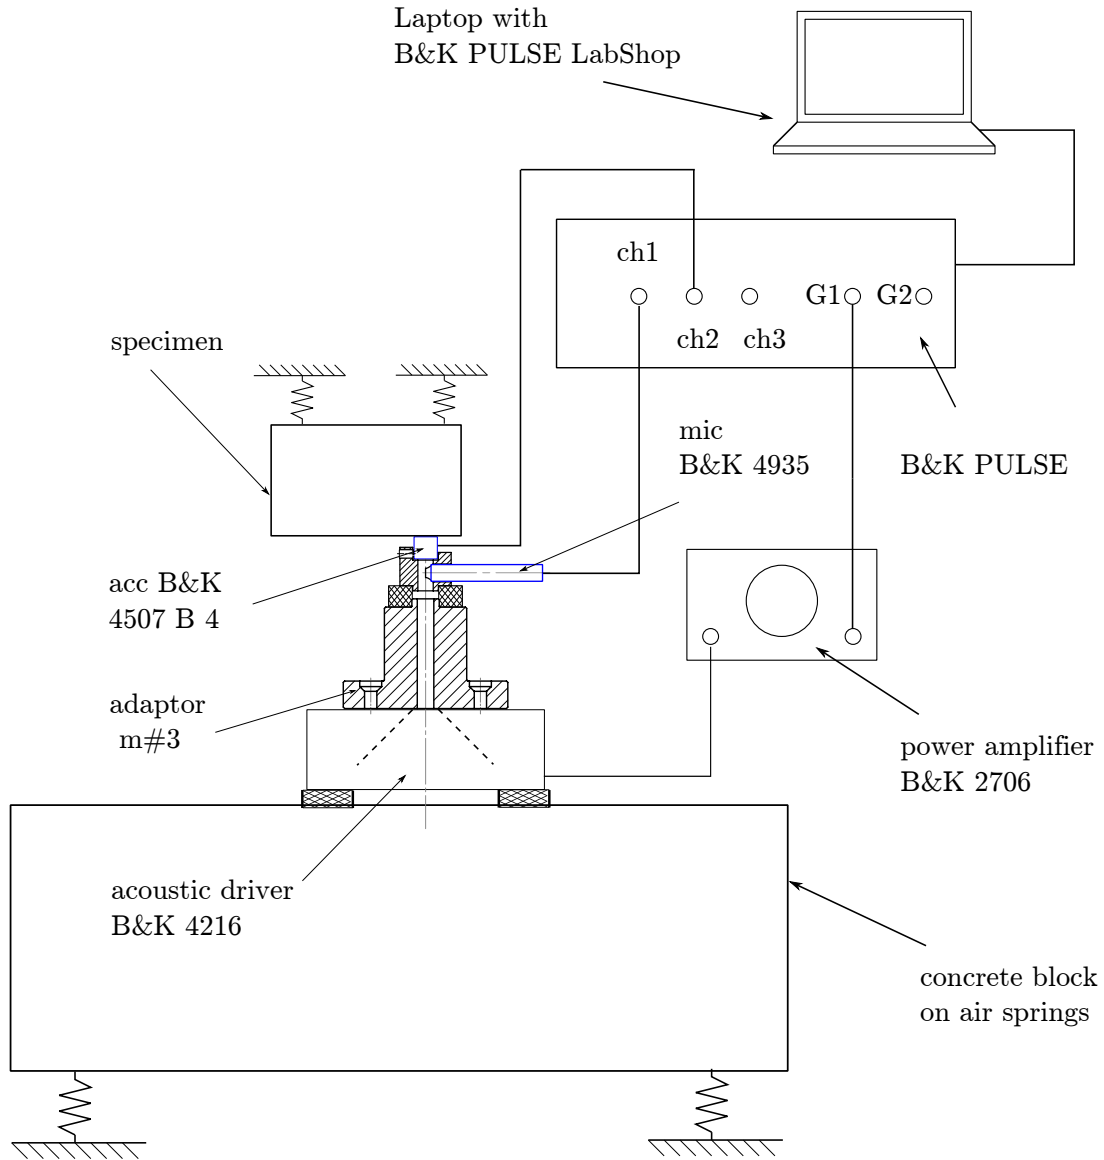 Laptop with
B&K PULSE LabShop
ch1
G1
G2
ch2
ch3
specimen
mic
B&K 4935
B&K PULSE
acc B&K
4507 B 4
adaptor
m#3
power amplifier
B&K 2706
acoustic driver
B&K 4216
concrete block
on air springs